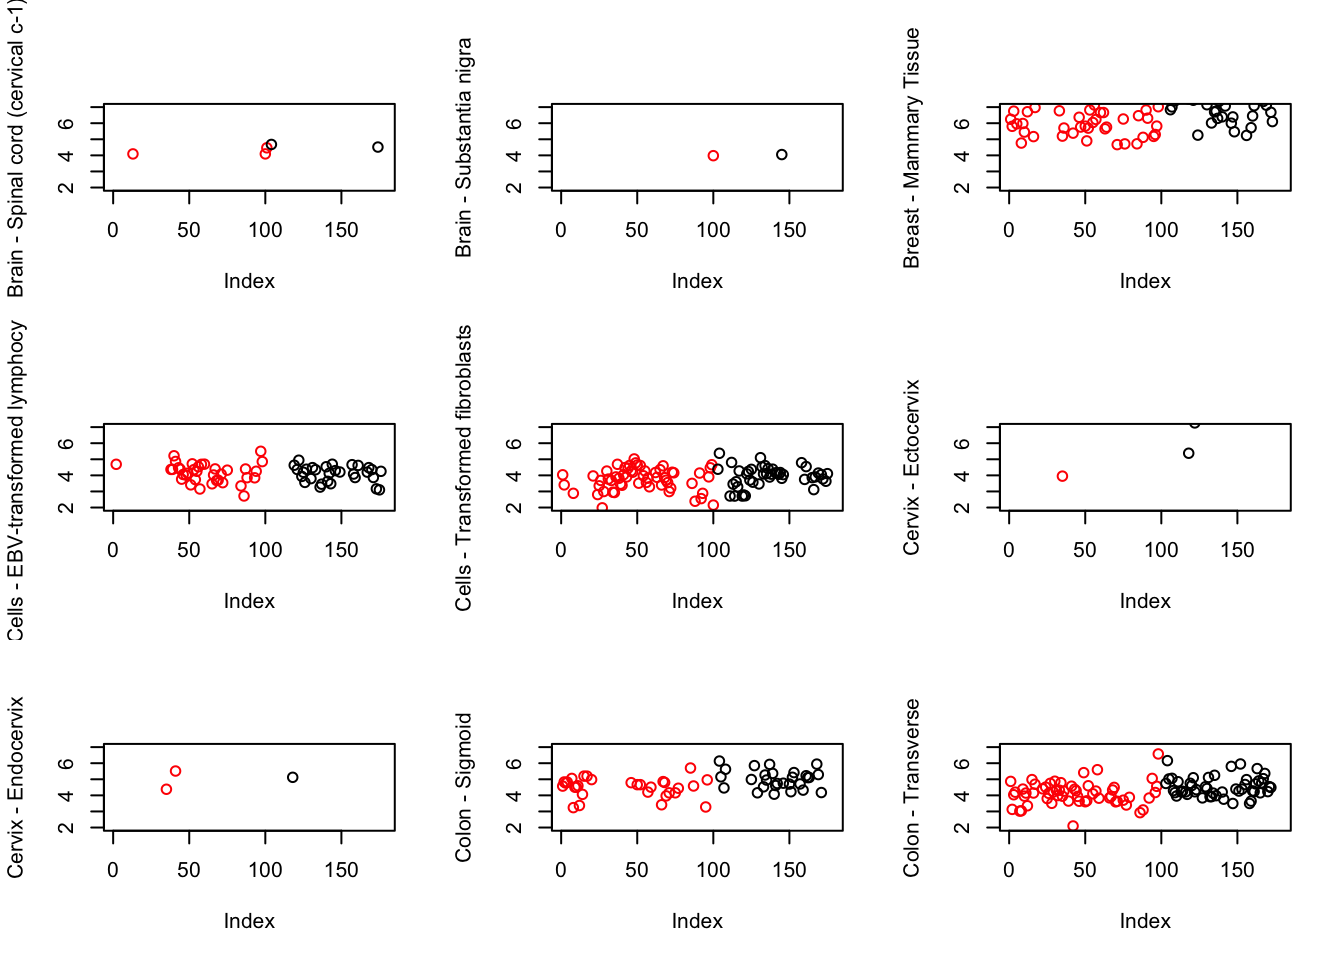 Brain - Spinal cord (cervical c-1)
2 4 6
0 50 100 150
Index
Brain - Substantia nigra
2 4 6
0 50 100 150
Index
Breast - Mammary Tissue
2 4 6
0 50 100 150
Index
Cells - EBV-transformed lymphocy
2 4 6
0 50 100 150
Index
Cells - Transformed fibroblasts
2 4 6
0 50 100 150
Index
Cervix - Ectocervix
2 4 6
0 50 100 150
Index
Cervix - Endocervix
2 4 6
0 50 100 150
Index
Colon - Sigmoid
2 4 6
0 50 100 150
Index
Colon - Transverse
2 4 6
0 50 100 150
Index